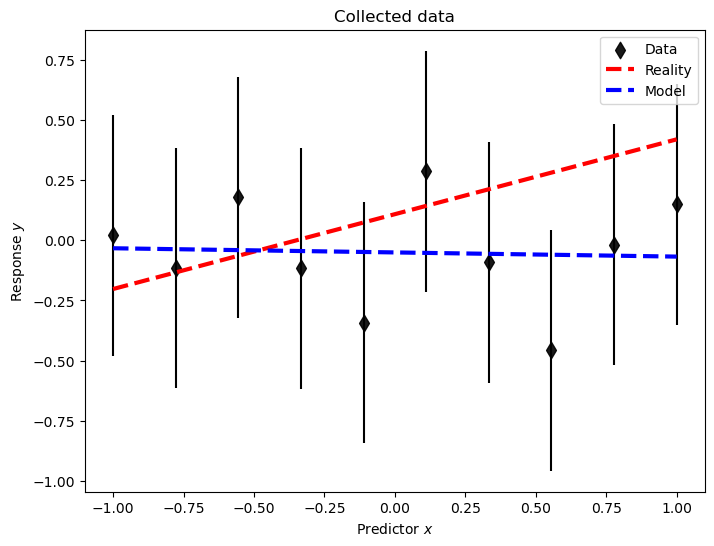 Collected data
Data
Reality
Model
0.75
0.50
0.25
0.00
−0.25
−0.50
−0.75
−1.00
Response y
−1.00 −0.75 −0.50 −0.25 0.00 0.25 0.50 0.75 1.00
Predictor x